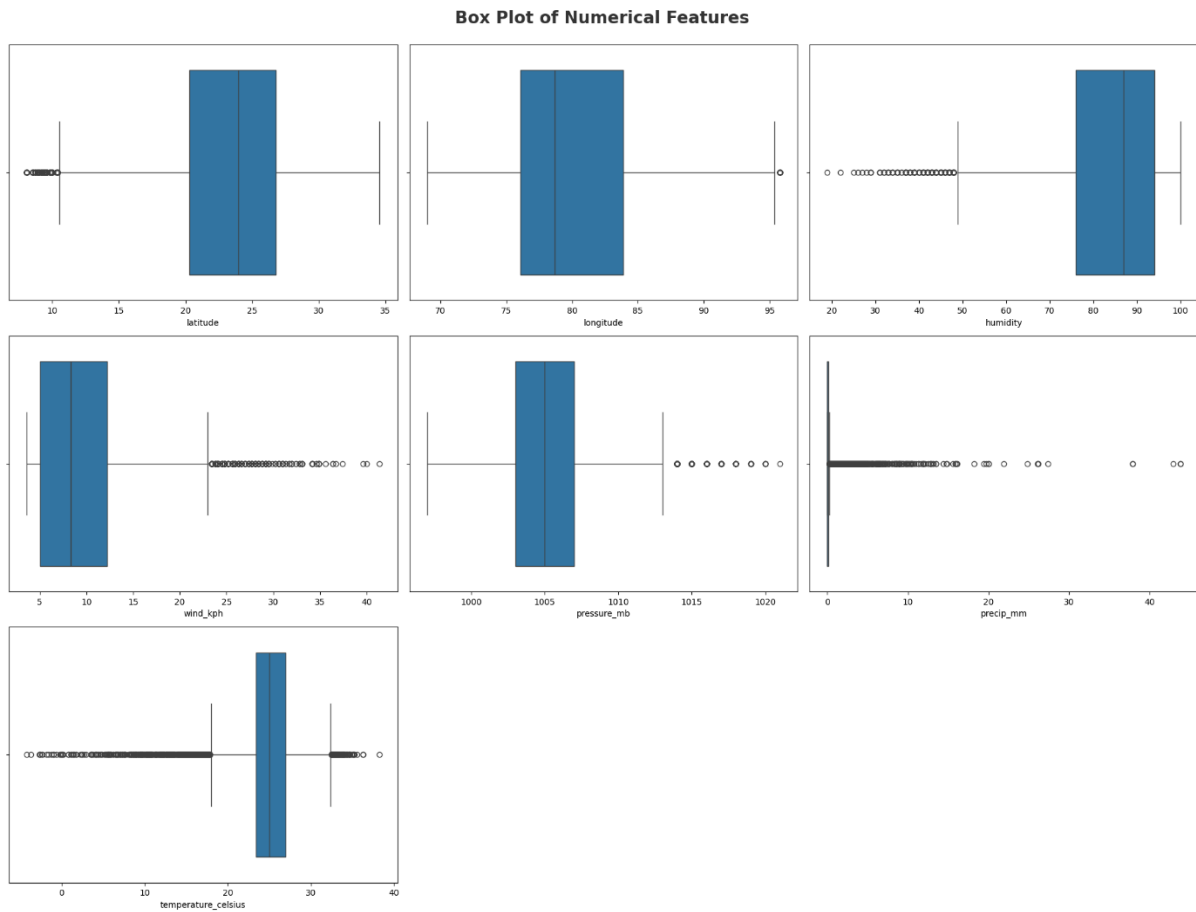 Box Plot of Numerical Features
10 15 20 25 30 35
latitude
70 75 80 85 90 95
longitude
20 30 40 50 60 70 80 90 100
humidity
5 10 15 20 25 30 35 40
wind_kph
1000 1005 1010 1015 1020
pressure_mb
0 10 20 30 40
precip_mm
0 10 20 30 40
temperature_celsius